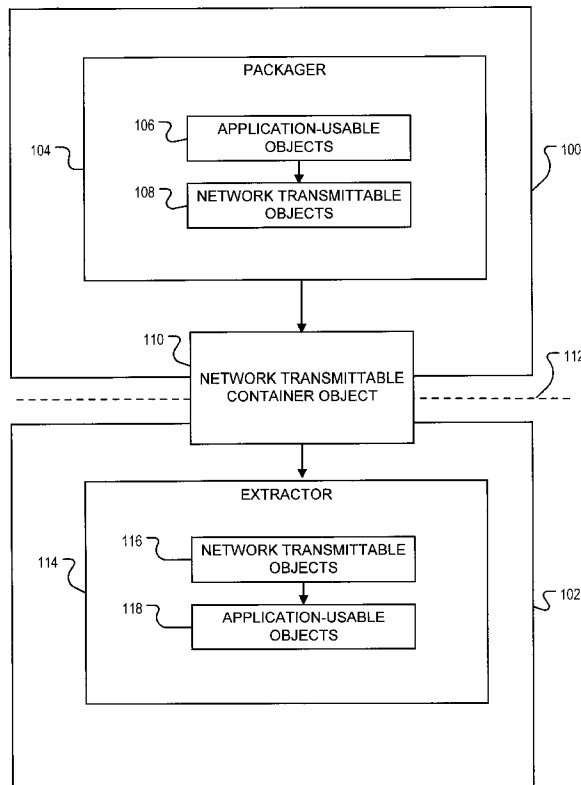 PACKAGER
106
APPLICATION-USABLE
OBJECTS
104
100
108
NETWORK TRANSMITTABLE
OBJECTS
110
NETWORK TRANSMITTABLE
CONTAINER OBJECT
112
EXTRACTOR
116
NETWORK TRANSMITTABLE
OBJECTS
114
102
118
APPLICATION-USABLE
OBJECTS